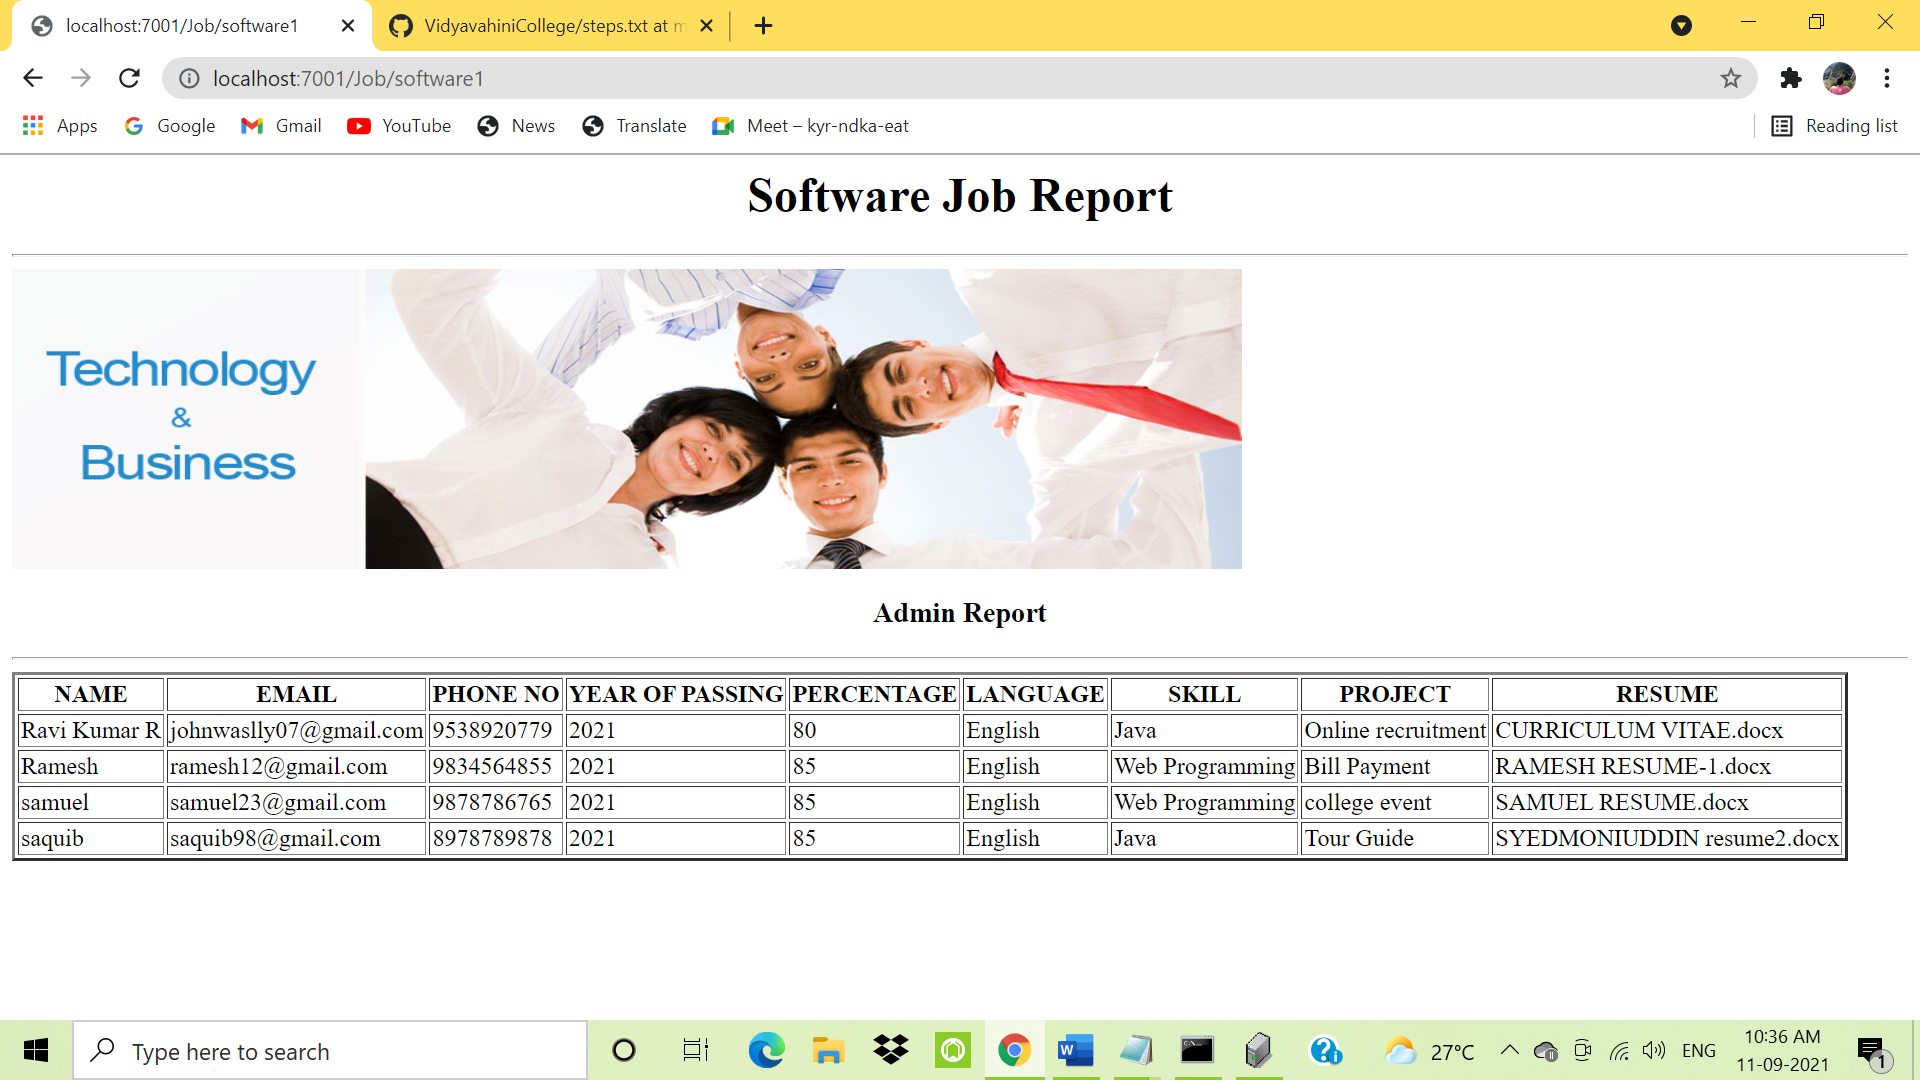 localhost:7001/Job/software1
VidyavahiniCollege/steps.txt at m
localhost:7001/Job/software1
Apps Google Gmail YouTube News Translate Meet – kyr-ndka-eat Reading list
Software Job Report
Technology
&
Business
Admin Report
NAME EMAIL PHONE NO YEAR OF PASSING PERCENTAGE LANGUAGE SKILL PROJECT RESUME
Ravi Kumar R johnwaslly07@gmail.com 9538920779 2021 80 English Java Online recruitment CURRICULUM VITAE.docx
Ramesh ramesh12@gmail.com 9834564855 2021 85 English Web Programming Bill Payment RAMESH RESUME-1.docx
samuel samuel23@gmail.com 9878786765 2021 85 English Web Programming college event SAMUEL RESUME.docx
saquib saquib98@gmail.com 8978789878 2021 85 English Java Tour Guide SYEDMONIUDDIN resume2.docx
Type here to search
27°C
ENG
10:36 AM
11-09-2021
1